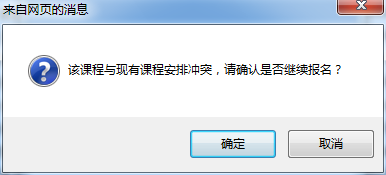 来自网页的消息
该课程与现有课程安排冲突，请确认是否继续报名？
确定
取消